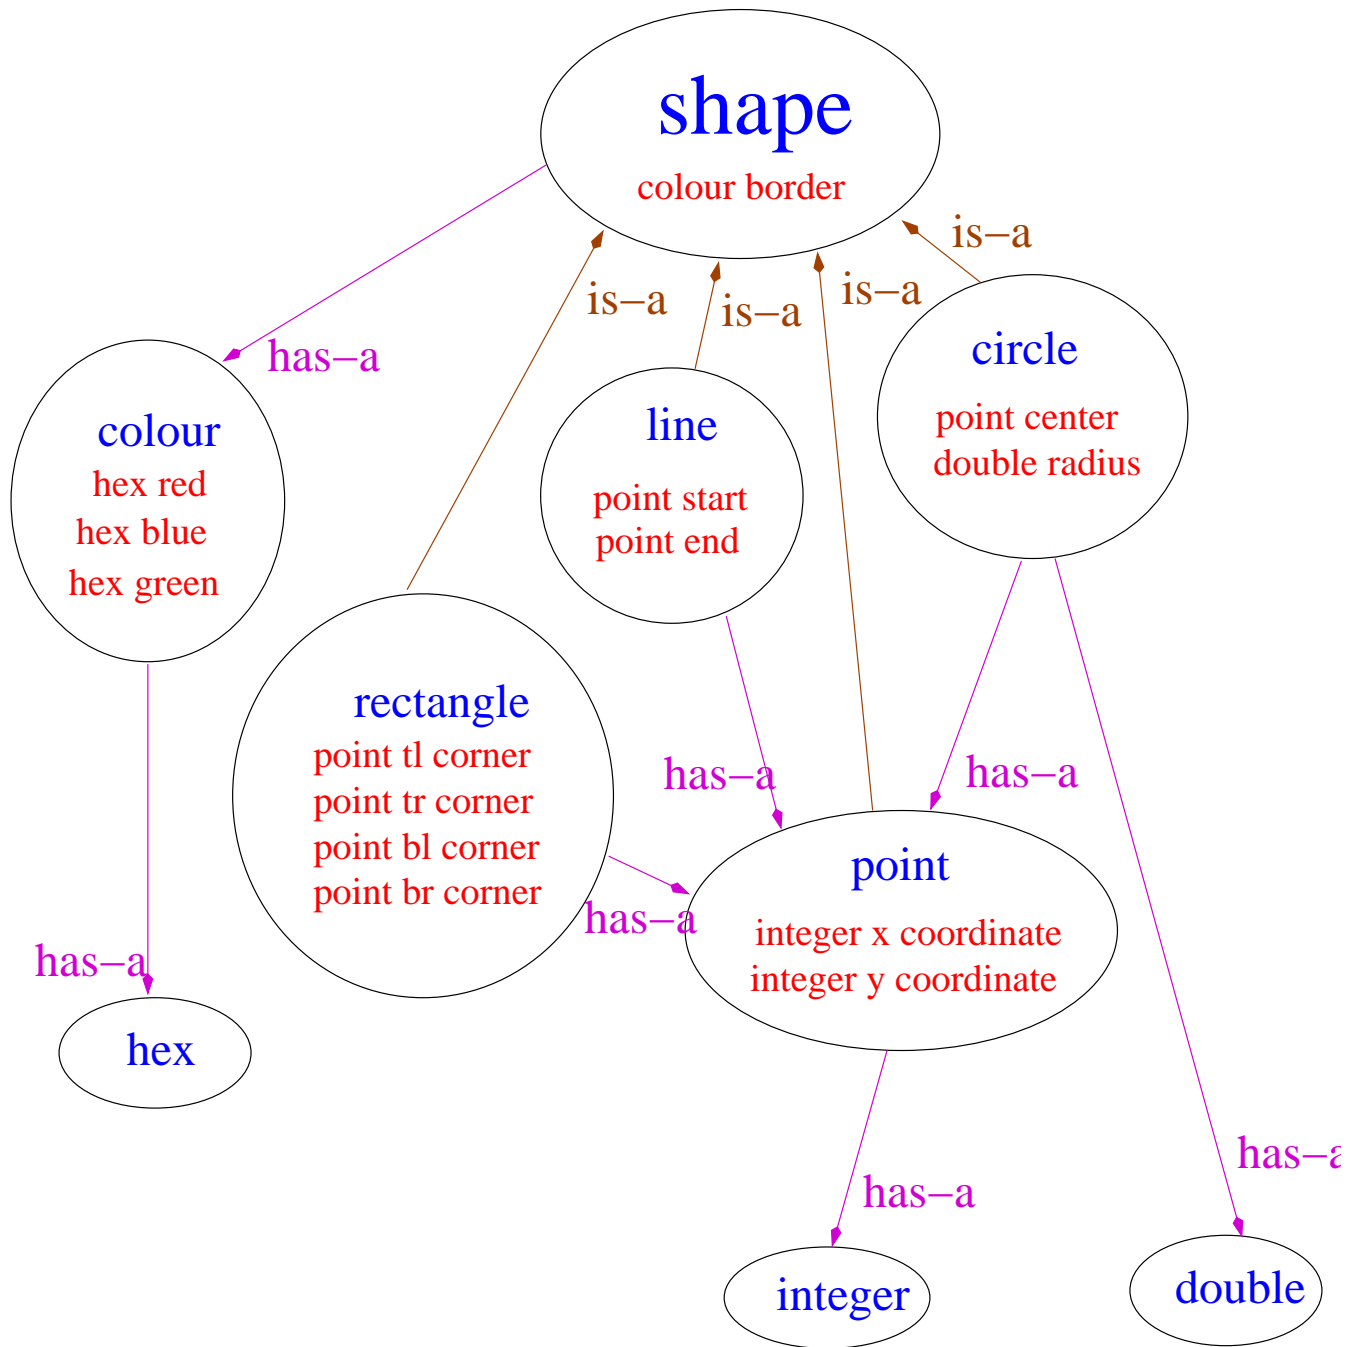 shape
colour border
is−a
is−a
is−a
is−a
has−a
circle
point center
double radius
colour
hex red
hex blue
hex green
line
point start
point end
rectangle
point tl corner
point tr corner
point bl corner
point br corner
has−a
has−a
has−a
point
integer x coordinate
integer y coordinate
has−a
hex
has−a
has−a
integer
double